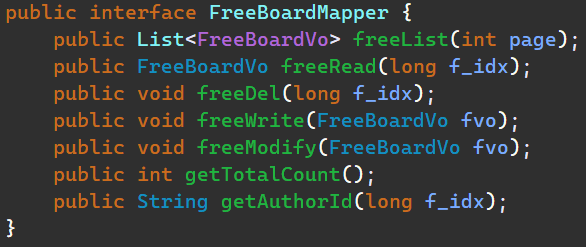 public interface FreeBoardMapper {
    public List<FreeBoardVo> freeList(int page);
    public FreeBoardVo freeRead(long f_idx);
    public void freeDel(long f_idx);
    public void freeWrite(FreeBoardVo fvo);
    public void freeModify(FreeBoardVo fvo);
    public int getTotalCount();
    public String getAuthorId(long f_idx);
}